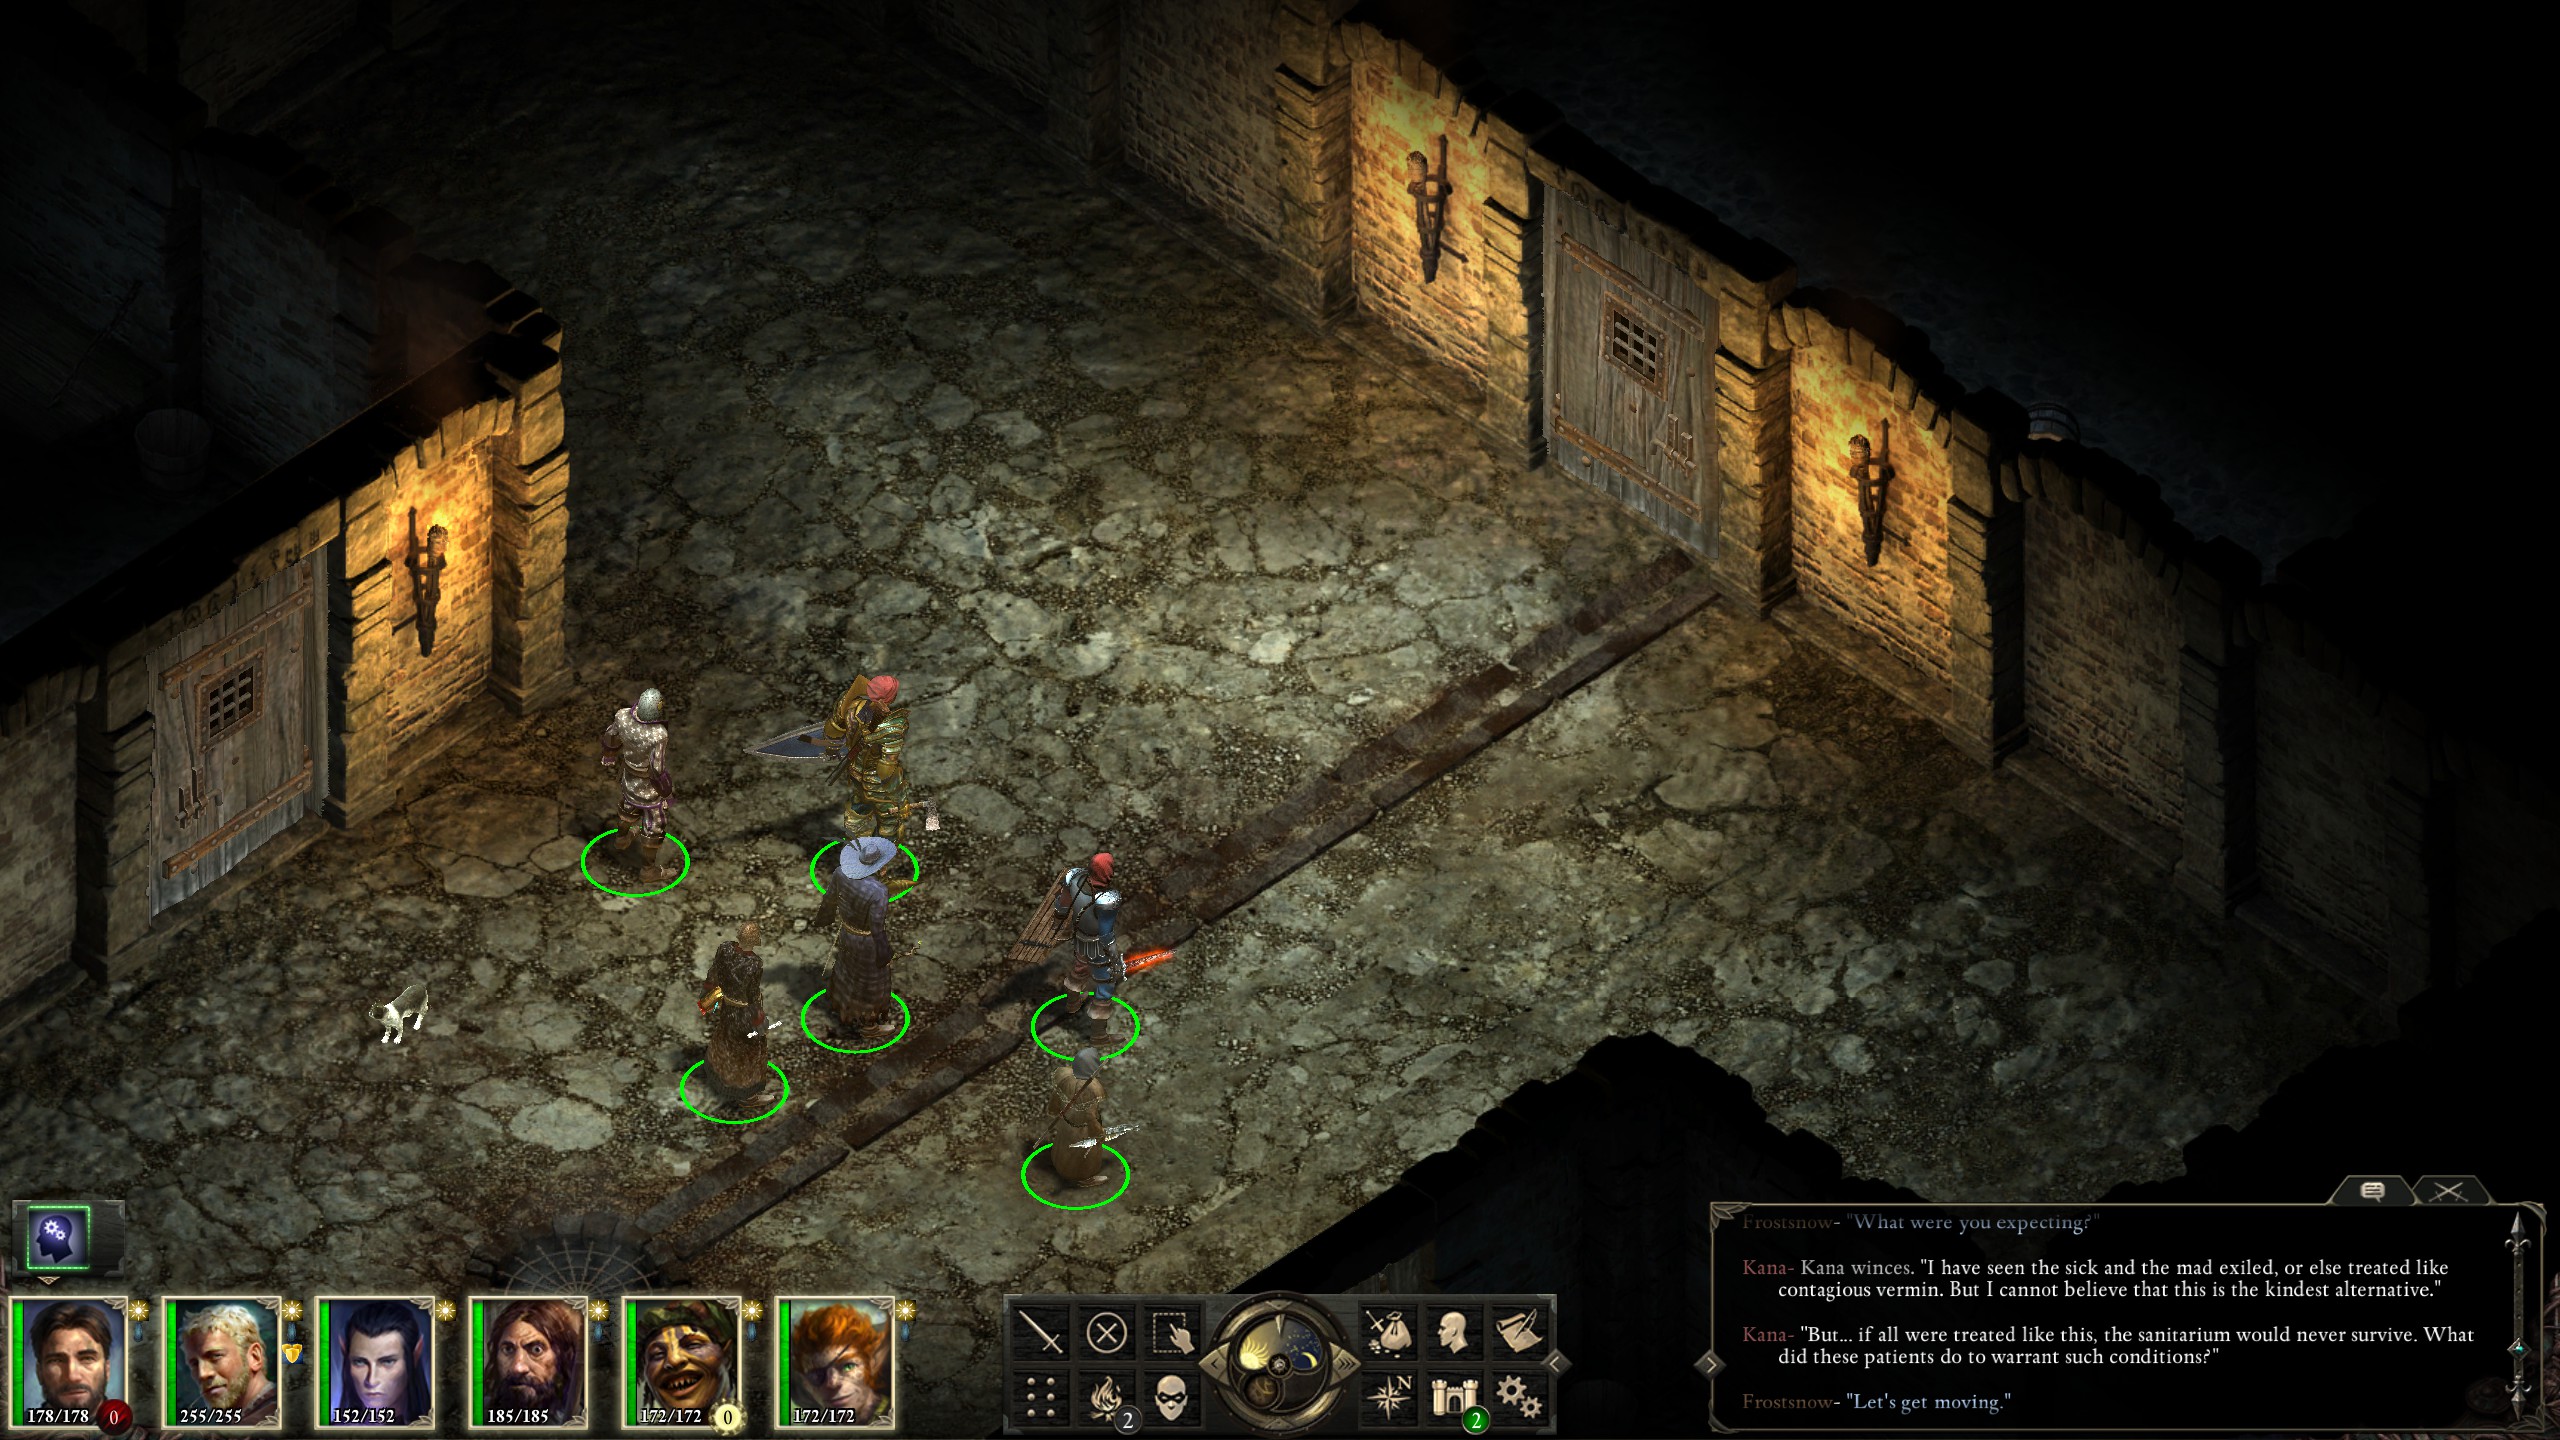 Frostsnow- "What were you expecting?"
Kana- Kana winces. "I have seen the sick and the mad exiled, or else treated like
contagious vermin. But I cannot believe that this is the kindest alternative."
Kana- "But... if all were treated like this, the sanitarium would never survive. What
did these patients do to warrant such conditions?"
Frostsnow- "Let's get moving."
178/178 0
255/255
152/152
185/185
172/172 0
172/172
N
2
2